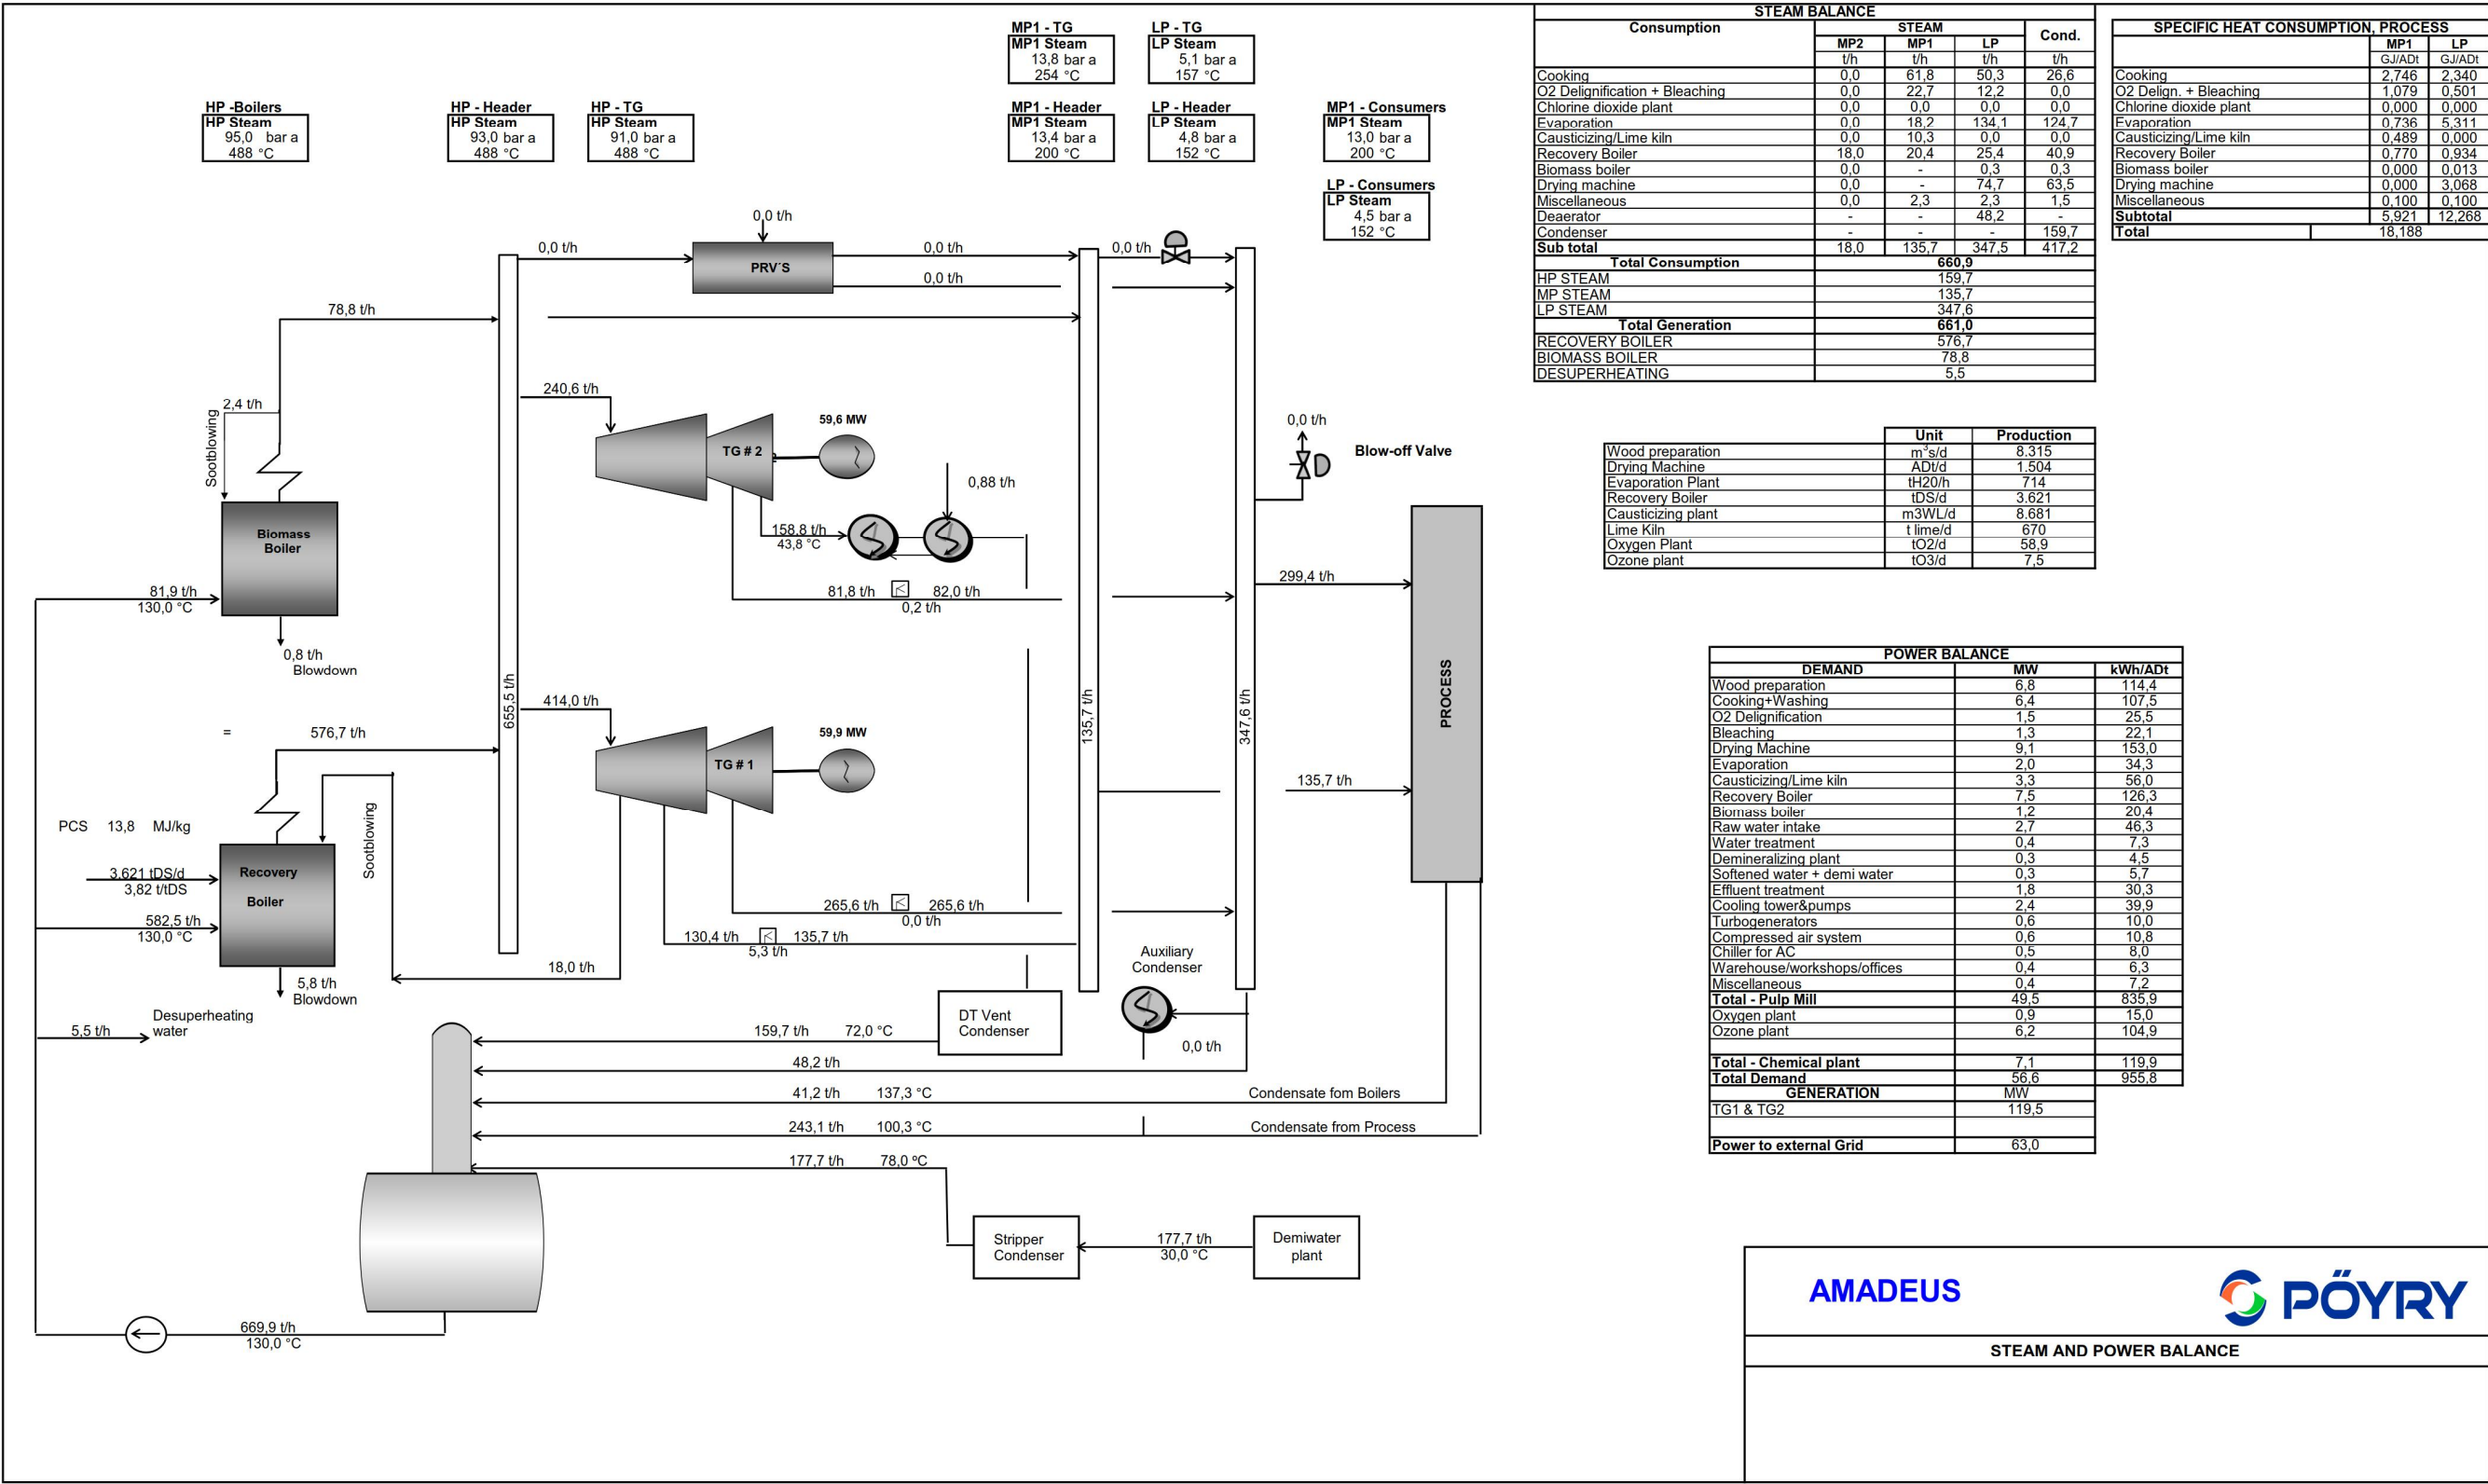 MP1 - TG
MP1 Steam
13,8 bar a
254 °C
LP - TG
LP Steam
5,1 bar a
157 °C
HP -Boilers
HP Steam
95,0 bar a
488 °C
HP - Header
HP Steam
93,0 bar a
488 °C
HP - TG
HP Steam
91,0 bar a
488 °C
MP1 - Header
MP1 Steam
13,4 bar a
200 °C
LP - Header
LP Steam
4,8 bar a
152 °C
MP1 - Consumers
MP1 Steam
13,0 bar a
200 °C
LP - Consumers
LP Steam
4,5 bar a
152 °C
0,0 t/h
0,0 t/h
PRV´S
0,0 t/h
0,0 t/h
0,0 t/h
78,8 t/h
2,4 t/h
Sootblowing
Biomass
Boiler
81,9 t/h
130,0 °C
0,8 t/h
Blowdown
240,6 t/h
TG # 2
59,6 MW
0,88 t/h
158,8 t/h
43,8 °C
81,8 t/h
82,0 t/h
0,2 t/h
0,0 t/h
Blow-off Valve
299,4 t/h
PROCESS
135,7 t/h
655,5 t/h
135,7 t/h
347,6 t/h
414,0 t/h
TG # 1
59,9 MW
=
576,7 t/h
PCS 13,8 MJ/kg
Sootblowing
Recovery
Boiler
3.621 tDS/d
3,82 t/tDS
582,5 t/h
130,0 °C
5,8 t/h
Blowdown
265,6 t/h
265,6 t/h
0,0 t/h
130,4 t/h
135,7 t/h
5,3 t/h
18,0 t/h
5,5 t/h
Desuperheating
water
Auxiliary
Condenser
0,0 t/h
DT Vent
Condenser
159,7 t/h 72,0 °C
48,2 t/h
41,2 t/h 137,3 °C Condensate fom Boilers
243,1 t/h 100,3 °C Condensate from Process
177,7 t/h 78,0 ºC
Stripper
Condenser
177,7 t/h
30,0 °C
Demiwater
plant
669,9 t/h
130,0 °C
STEAM BALANCE
Consumption STEAM Cond.
MP2 MP1 LP
t/h t/h t/h t/h
Cooking 0,0 61,8 50,3 26,6
O2 Delignification + Bleaching 0,0 22,7 12,2 0,0
Chlorine dioxide plant 0,0 0,0 0,0 0,0
Evaporation 0,0 18,2 134,1 124,7
Causticizing/Lime kiln 0,0 10,3 0,0 0,0
Recovery Boiler 18,0 20,4 25,4 40,9
Biomass boiler 0,0 - 0,3 0,3
Drying machine 0,0 - 74,7 63,5
Miscellaneous 0,0 2,3 2,3 1,5
Deaerator - - 48,2 -
Condenser - - - 159,7
Sub total 18,0 135,7 347,5 417,2
Total Consumption 660,9
HP STEAM 159,7
MP STEAM 135,7
LP STEAM 347,6
Total Generation 661,0
RECOVERY BOILER 576,7
BIOMASS BOILER 78,8
DESUPERHEATING 5,5
SPECIFIC HEAT CONSUMPTION, PROCESS
MP1 LP
GJ/ADt GJ/ADt
Cooking 2,746 2,340
O2 Delign. + Bleaching 1,079 0,501
Chlorine dioxide plant 0,000 0,000
Evaporation 0,736 5,311
Causticizing/Lime kiln 0,489 0,000
Recovery Boiler 0,770 0,934
Biomass boiler 0,000 0,013
Drying machine 0,000 3,068
Miscellaneous 0,100 0,100
Subtotal 5,921 12,268
Total 18,188
Unit Production
Wood preparation m³s/d 8.315
Drying Machine ADt/d 1.504
Evaporation Plant tH20/h 714
Recovery Boiler tDS/d 3.621
Causticizing plant m3WL/d 8.681
Lime Kiln t lime/d 670
Oxygen Plant tO2/d 58,9
Ozone plant tO3/d 7,5
POWER BALANCE
DEMAND MW kWh/ADt
Wood preparation 6,8 114,4
Cooking+Washing 6,4 107,5
O2 Delignification 1,5 25,5
Bleaching 1,3 22,1
Drying Machine 9,1 153,0
Evaporation 2,0 34,3
Causticizing/Lime kiln 3,3 56,0
Recovery Boiler 7,5 126,3
Biomass boiler 1,2 20,4
Raw water intake 2,7 46,3
Water treatment 0,4 7,3
Demineralizing plant 0,3 4,5
Softened water + demi water 0,3 5,7
Effluent treatment 1,8 30,3
Cooling tower&pumps 2,4 39,9
Turbogenerators 0,6 10,0
Compressed air system 0,6 10,8
Chiller for AC 0,5 8,0
Warehouse/workshops/offices 0,4 6,3
Miscellaneous 0,4 7,2
Total - Pulp Mill 49,5 835,9
Oxygen plant 0,9 15,0
Ozone plant 6,2 104,9
Total - Chemical plant 7,1 119,9
Total Demand 56,6 955,8
GENERATION MW
TG1 & TG2 119,5
Power to external Grid 63,0
AMADEUS
PÖYRY
STEAM AND POWER BALANCE